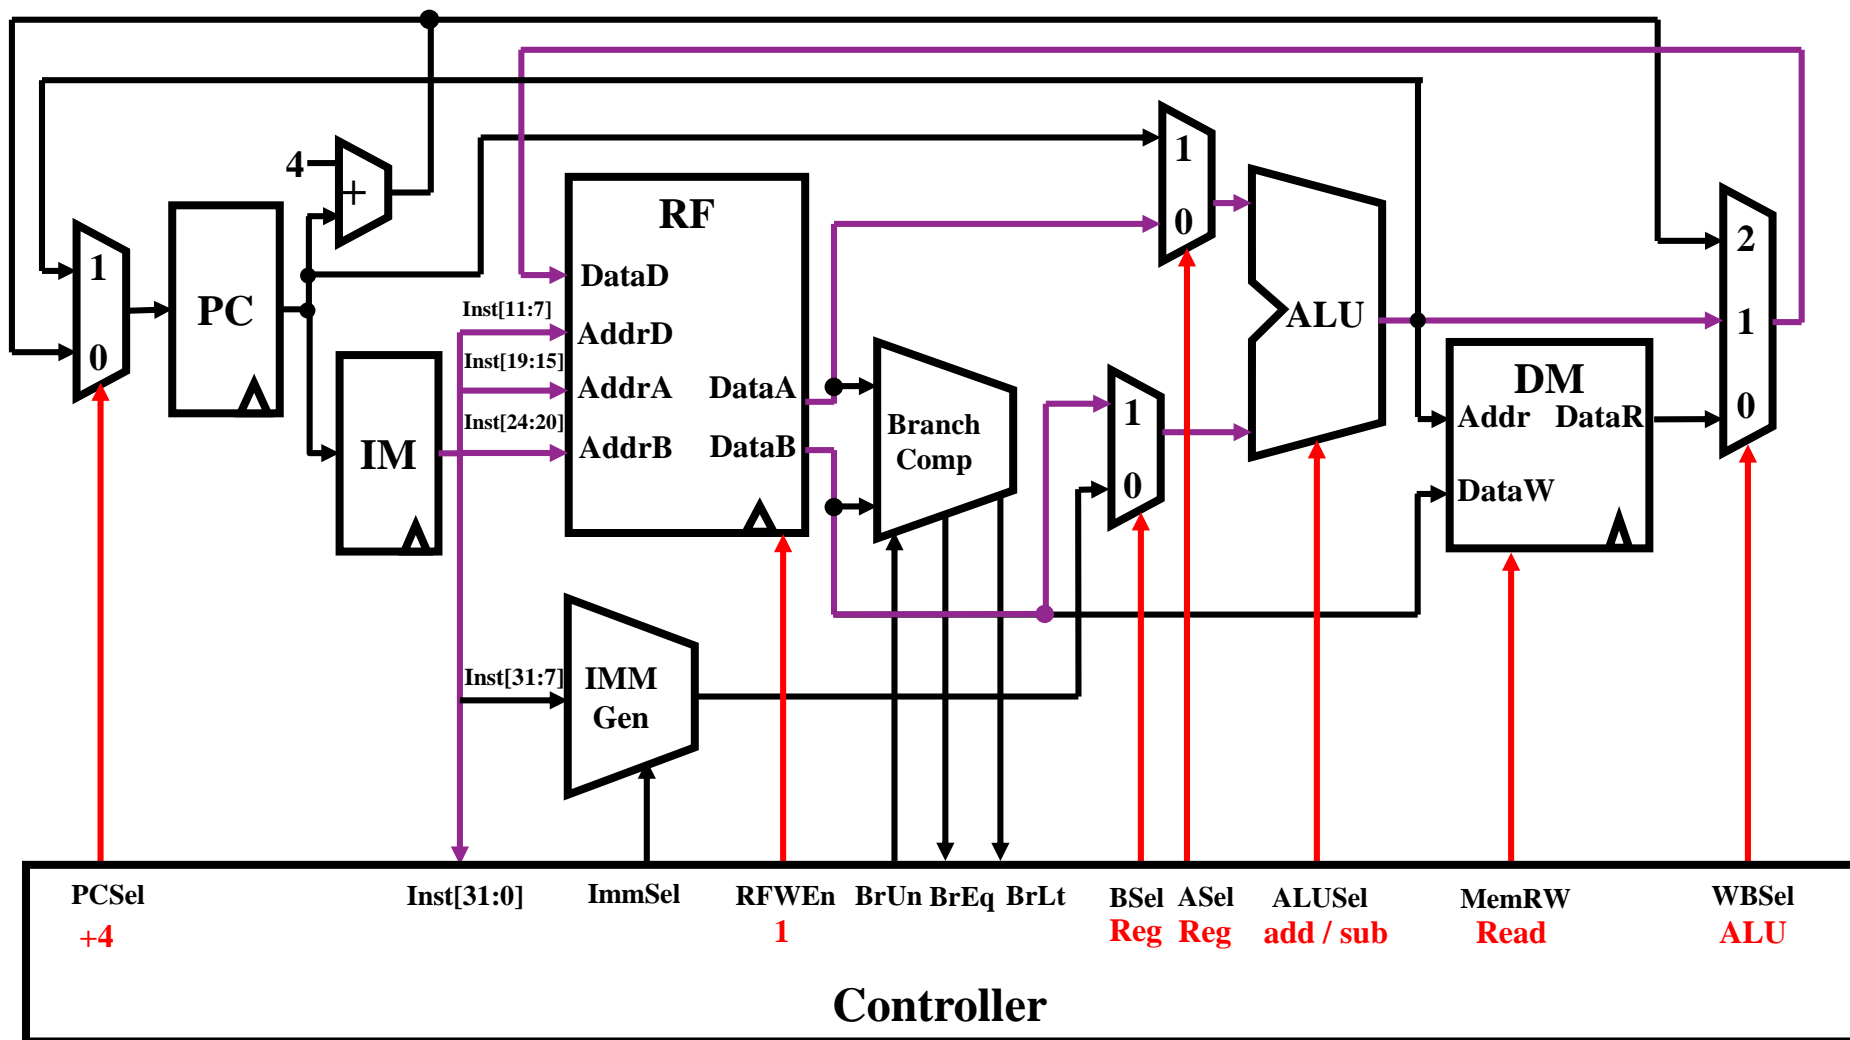 4
+
1
0
PC
IM
RF
DataD
Inst[11:7]
AddrD
Inst[19:15]
AddrA
DataA
Inst[24:20]
AddrB
DataB
Branch
Comp
1
0
1
0
ALU
DM
Addr
DataR
DataW
2
1
0
Inst[31:7]
IMM
Gen
PCSel
Inst[31:0]
ImmSel
RFWEn
BrUn
BrEq
BrLt
BSel
ASel
ALUSel
MemRW
WBSel
+4
1
Reg
Reg
add / sub
Read
ALU
Controller